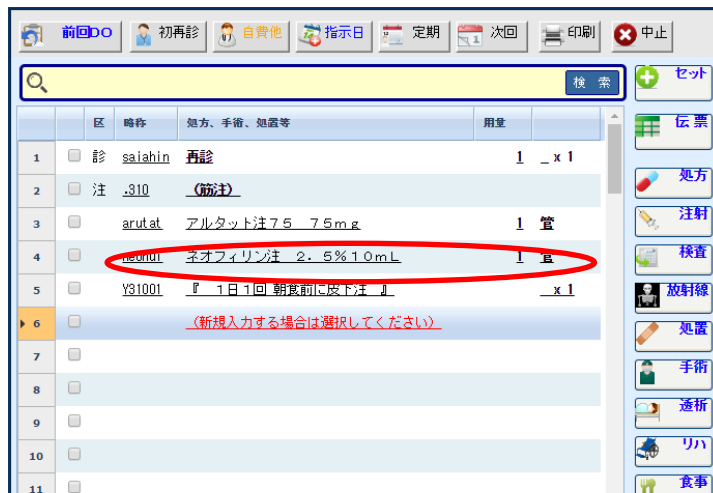 前回DO 初再診 自費他 指示日 定期 次回 印刷 中止
検 索
セット
伝票
処方
注射
検査
放射線
処置
手術
透析
リハ
食事
区 略称 処方、手術、処置等 用量
1 診 saiahin 再診 1 _ x 1
2 注 .310 (筋注)
3 arutat アルタット注75 75mg 1 管
4 ネオフィリン注 2.5%10mL 1 管
5 Y31001 『 1日1回 朝食前に皮下注 』 _x 1
6 (新規入力する場合は選択してください)
7
8
9
10
11